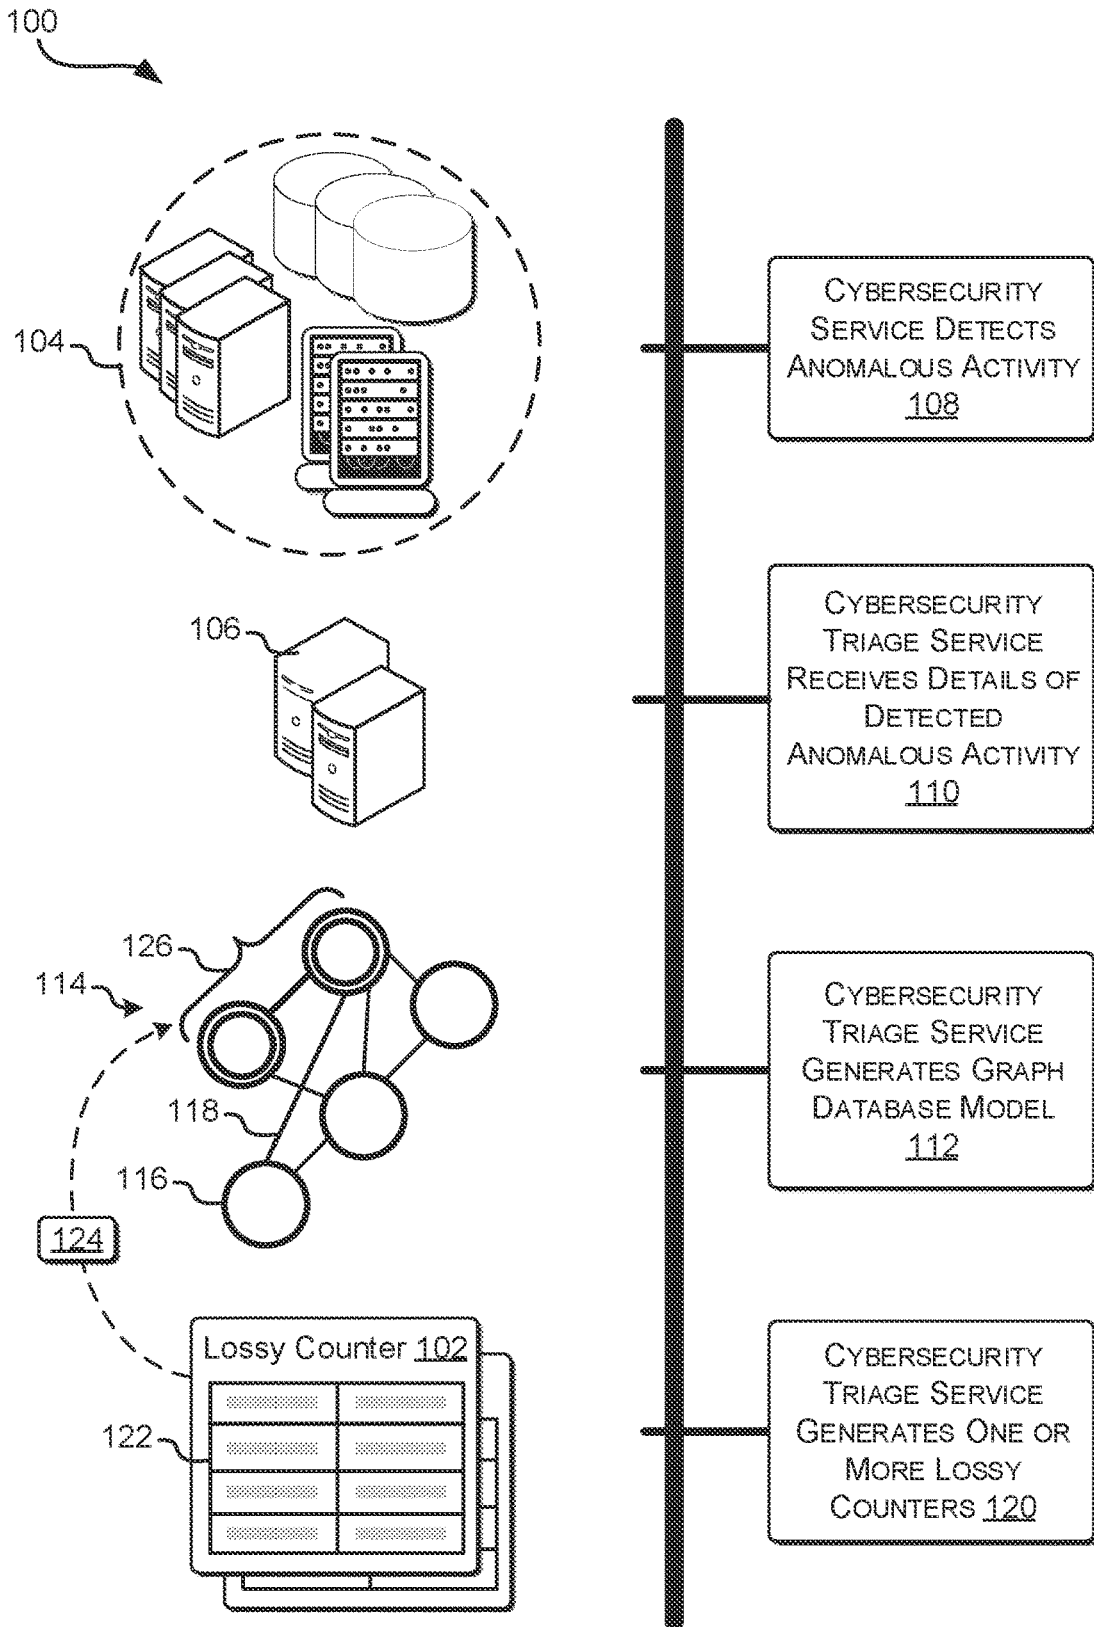 100
104
CYBERSECURITY
SERVICE DETECTS
ANOMALOUS ACTIVITY
108
106
CYBERSECURITY
TRIAGE SERVICE
RECEIVES DETAILS OF
DETECTED
ANOMALOUS ACTIVITY
110
126
114
118
116
124
CYBERSECURITY
TRIAGE SERVICE
GENERATES GRAPH
DATABASE MODEL
112
Lossy Counter 102
122
CYBERSECURITY
TRIAGE SERVICE
GENERATES ONE OR
MORE LOSSY
COUNTERS 120